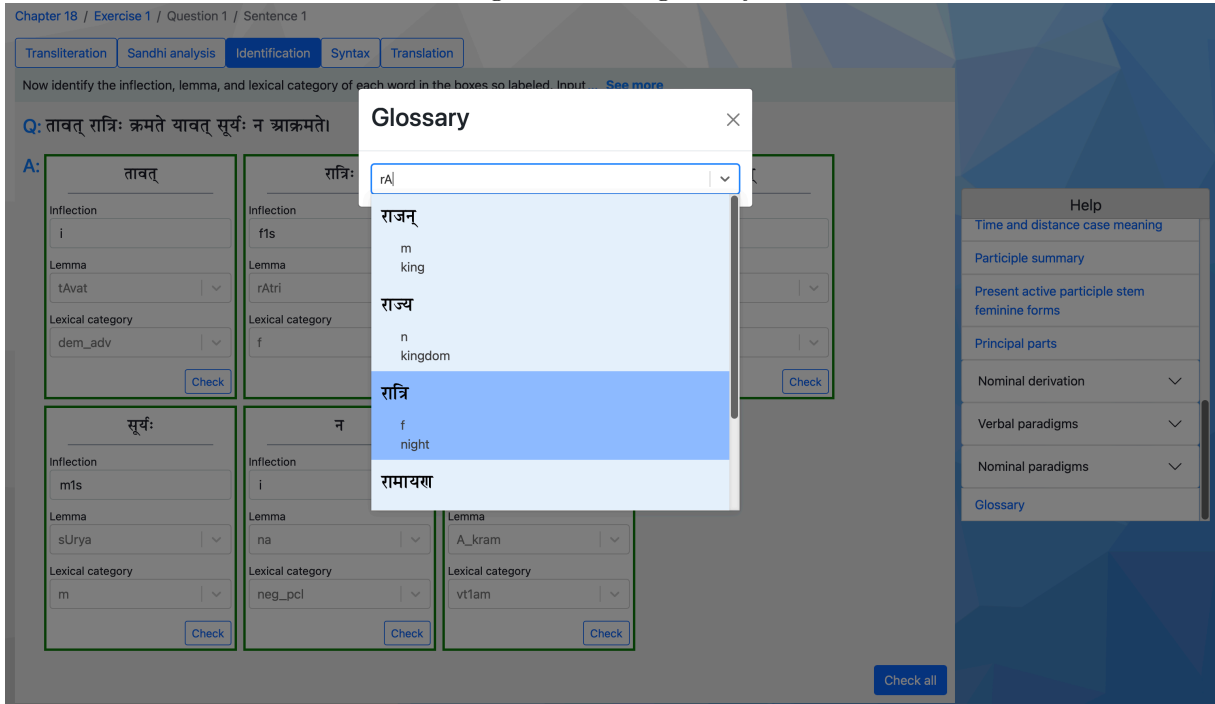 Chapter 18 / Exercise 1 / Question 1 / Sentence 1
Transliteration
Sandhi analysis
Identification
Syntax
Translation
Now identify the inflection, lemma, and lexical category of each word in the boxes so labeled. Input... See more
Q: तावत् रात्रिः क्रमते यावत् सूर्यः न आक्रमते।
A:
तावत्
Inflection
i
Lemma
tAvat
Lexical category
dem_adv
Check
रात्रिः
Inflection
f1s
Lemma
rAtri
Lexical category
f
Check
Glossary
rA
राजन्
m
king
राज्य
n
kingdom
रात्रि
f
night
रामायण
सूर्यः
Inflection
m1s
Lemma
sUrya
Lexical category
m
Check
न
Inflection
i
Lemma
na
Lexical category
neg_pcl
Check
Lemma
A_kram
Lexical category
vt1am
Check
Check all
Help
Time and distance case meaning
Participle summary
Present active participle stem
feminine forms
Principal parts
Nominal derivation
Verbal paradigms
Nominal paradigms
Glossary